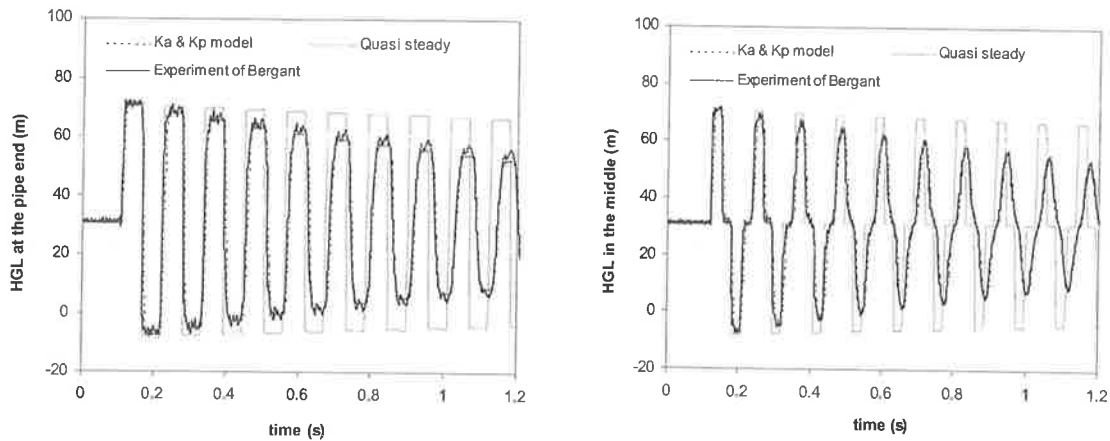 100
80
60
40
20
0
-20
HGL at the pipe end (m)
Ka & Kp model
Quasi steady
Experiment of Bergant
0
0.2
0.4
0.6
0.8
1
1.2
time (s)
100
80
60
40
20
0
-20
HGL in the middle (m)
Ka & Kp model
Quasi steady
Experiment of Bergant
0
0.2
0.4
0.6
0.8
1
1.2
time (s)